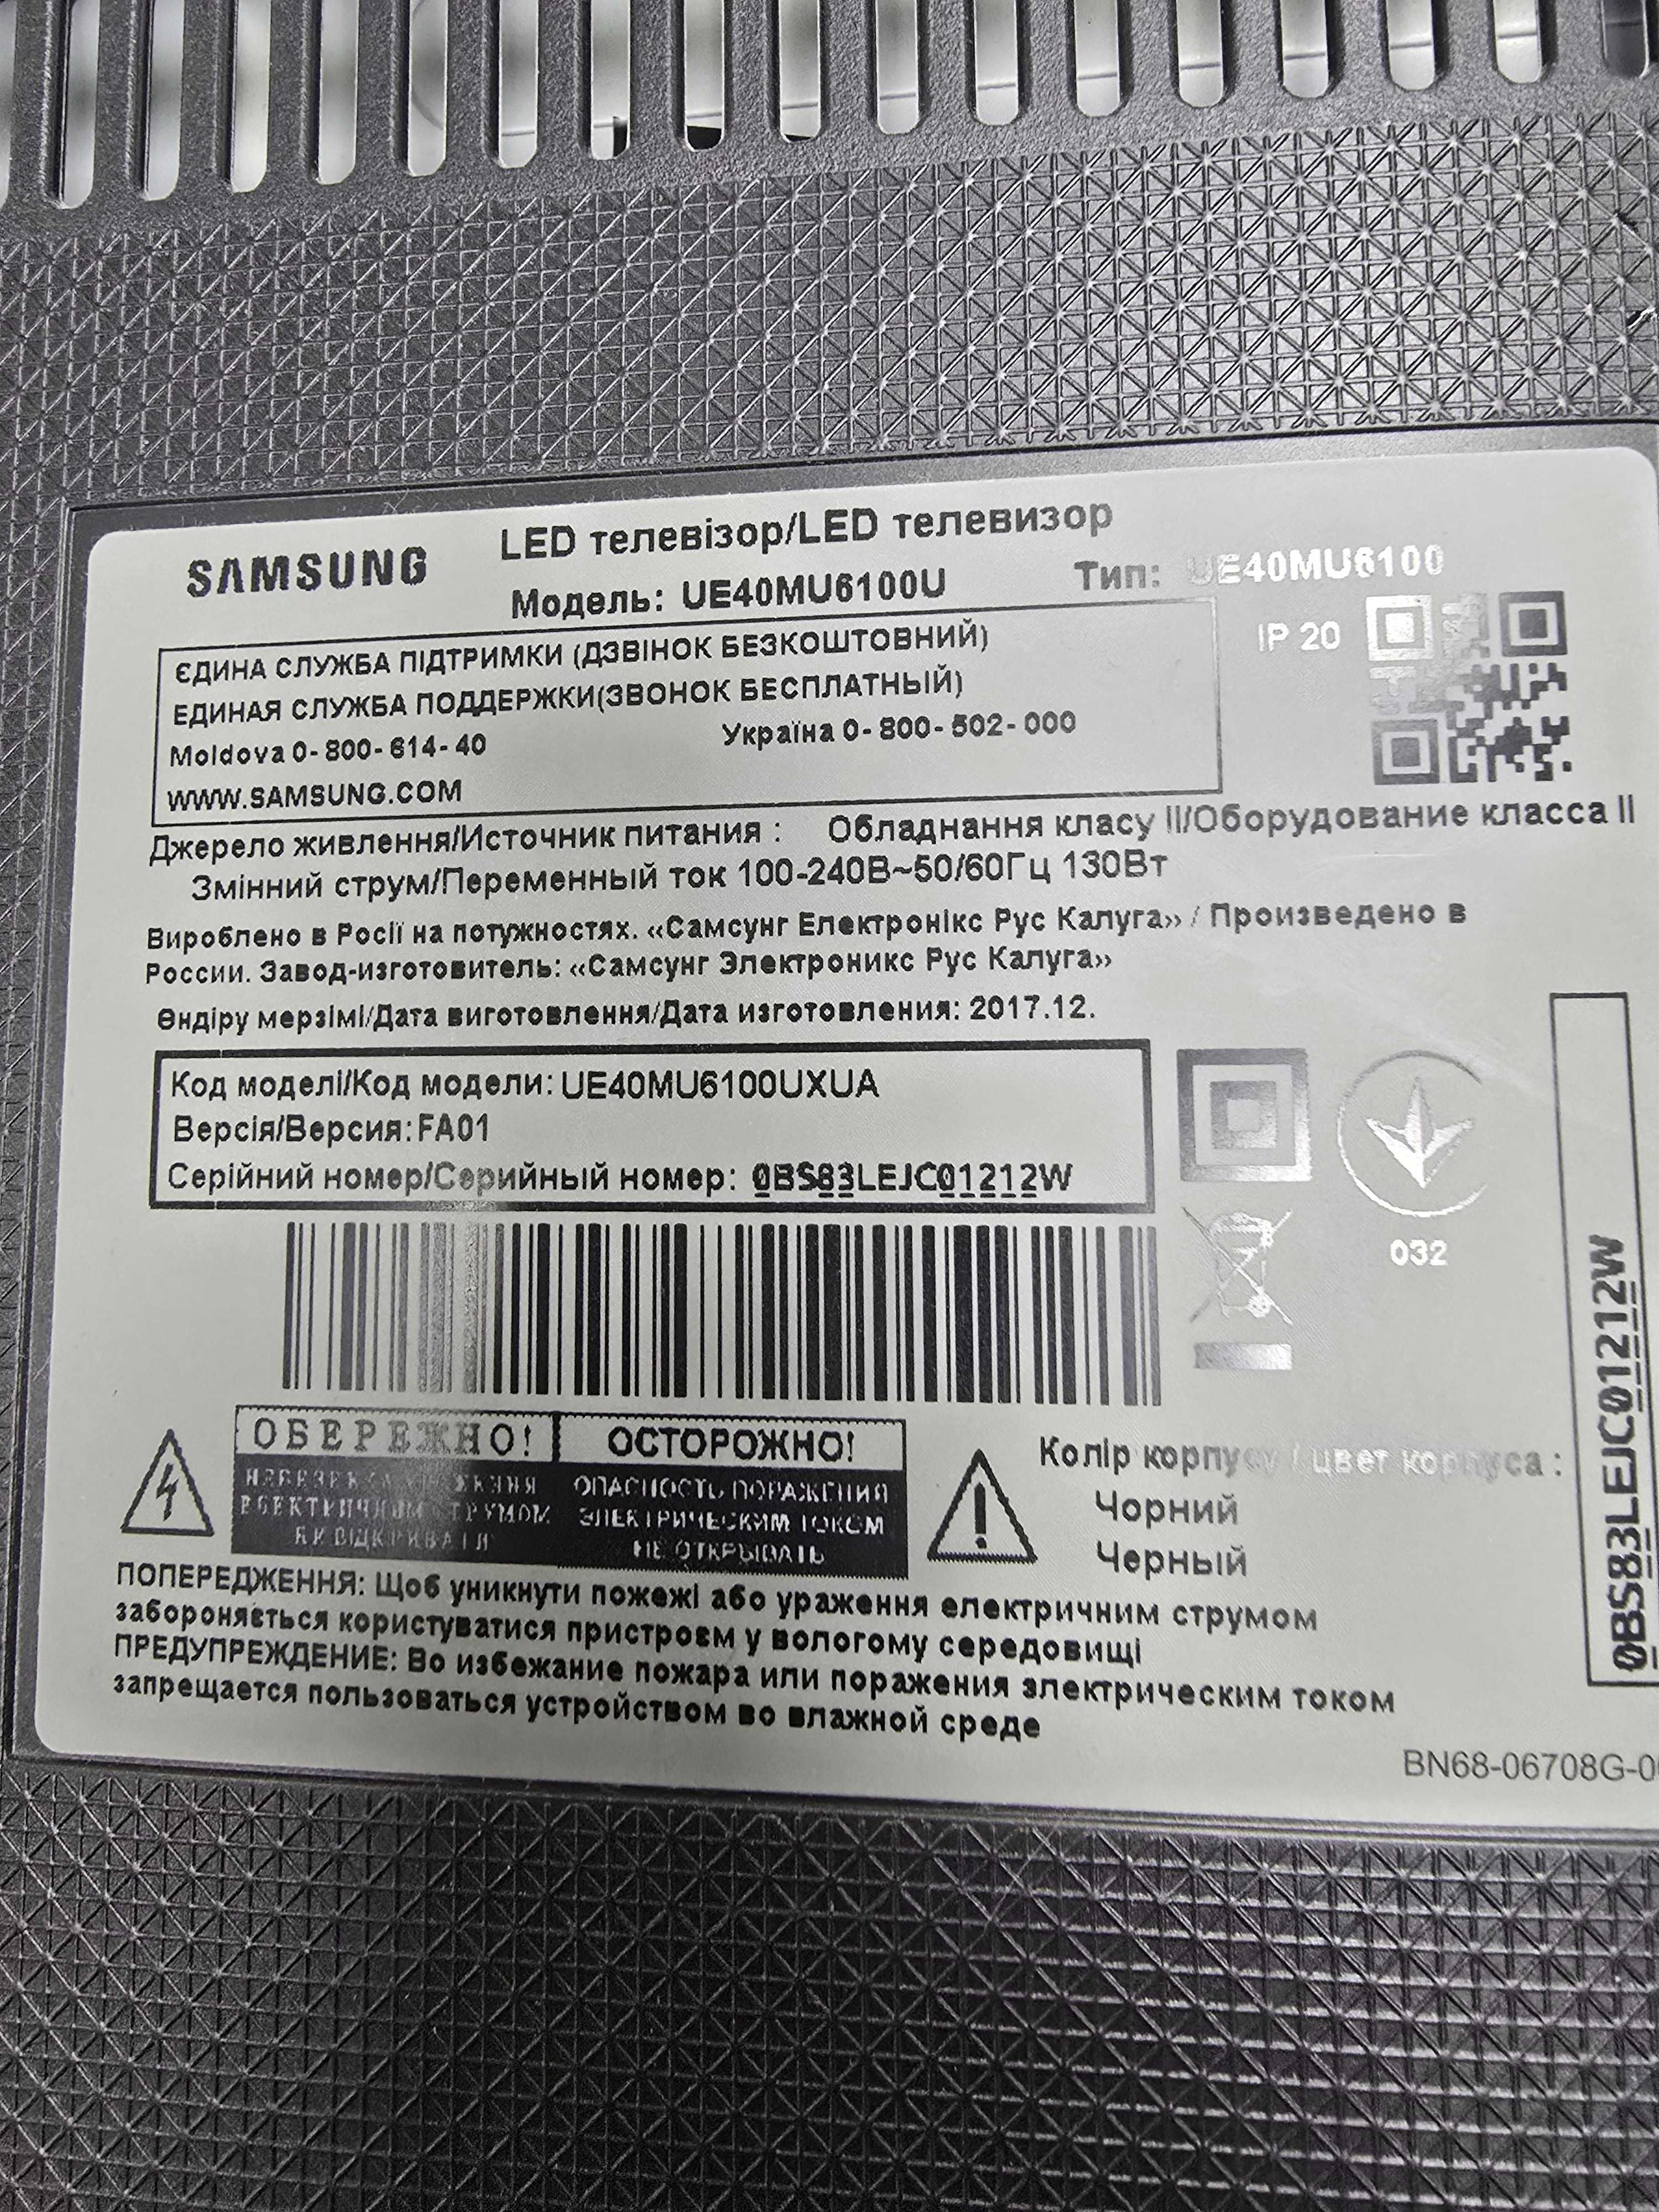 SAMSUNG
LED телевізор/LED телевизор
Модель: UE40MU6100U
Тип: UE40MU6100
IP 20
ЄДИНА СЛУЖБА ПІДТРИМКИ (ДЗВІНОК БЕЗКОШТОВНИЙ)
ЕДИНАЯ СЛУЖБА ПОДДЕРЖКИ(ЗВОНОК БЕСПЛАТНЫЙ)
Moldova 0-800-614-40 Україна 0-800-502-000
WWW.SAMSUNG.COM
Джерело живлення/Источник питания : Обладнання класу II/Оборудование класса II
Змінний струм/Переменный ток 100-240В~50/60Гц 130Вт
Вироблено в Росії на потужностях. «Самсунг Електронікс Рус Калуга» / Произведено в
России. Завод-изготовитель: «Самсунг Электроникс Рус Калуга»
Өндіру мерзімі/Дата виготовлення/Дата изготовления: 2017.12.
Код моделі/Код модели: UE40MU6100UXUA
Версія/Версия: FA01
Серійний номер/Серийный номер: 0BS83LEJC01212W
032
0BS83LEJC01212W
ОБЕРЕЖНО! ОСТОРОЖНО!
ОПАСНОСТЬ ПОРАЖЕНИЯ
ЕЛЕКТРИЧНИМ СТРУМОМ ЭЛЕКТРИЧЕСКИМ ТОКОМ
НЕ ВІДКРИВАТИ НЕ ОТКРЫВАТЬ
Колір корпусу / цвет корпуса :
Чорний
Черный
ПОПЕРЕДЖЕННЯ: Щоб уникнути пожежі або ураження електричним струмом
забороняється користуватися пристроєм у вологому середовищі
ПРЕДУПРЕЖДЕНИЕ: Во избежание пожара или поражения электрическим током
запрещается пользоваться устройством во влажной среде
BN68-06708G-0